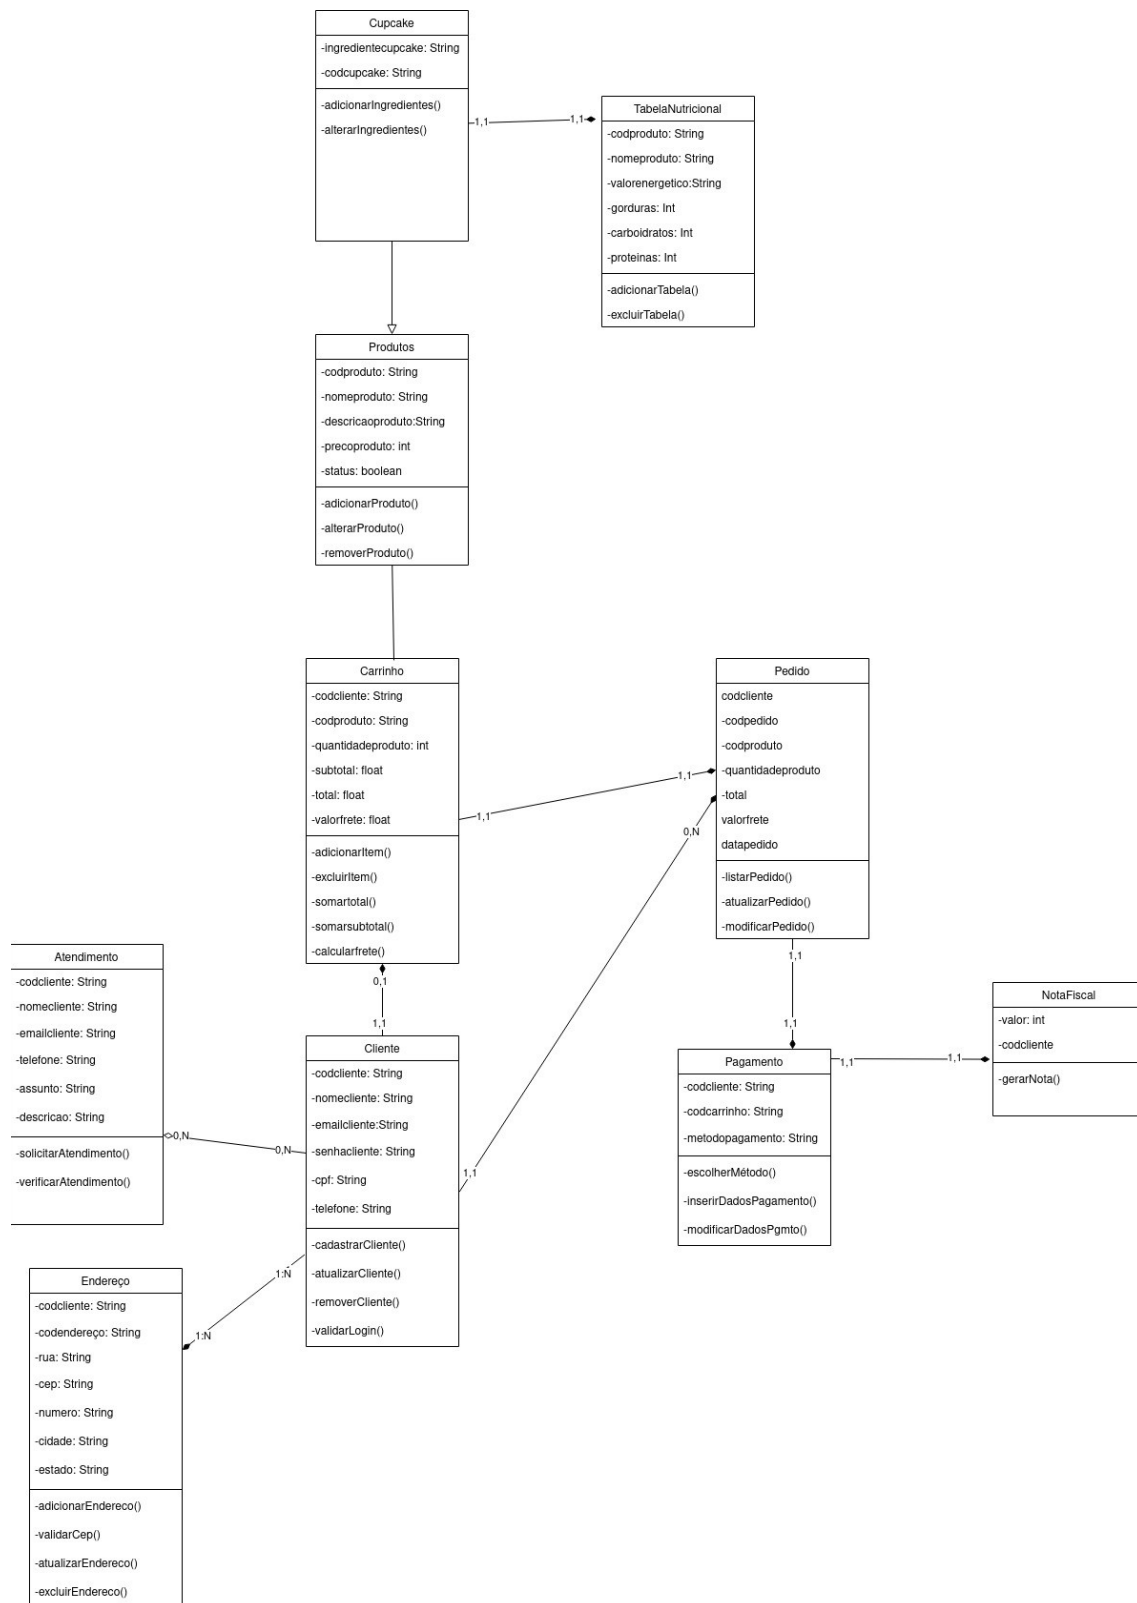 Cupcake
-ingredientecupcake: String
-codcupcake: String
-adicionarIngredientes()
-alterarIngredientes()
1,1
1,1
TabelaNutricional
-codproduto: String
-nomeproduto: String
-valorenergetico:String
-gorduras: Int
-carboidratos: Int
-proteinas: Int
-adicionarTabela()
-excluirTabela()
Produtos
-codproduto: String
-nomeproduto: String
-descricaoproduto:String
-precoproduto: int
-status: boolean
-adicionarProduto()
-alterarProduto()
-removerProduto()
Carrinho
-codcliente: String
-codproduto: String
-quantidadeproduto: int
-subtotal: float
-total: float
-valorfrete: float
-adicionarItem()
-excluirItem()
-somartotal()
-somarsubtotal()
-calcularfrete()
1,1
1,1
Pedido
codcliente
-codpedido
-codproduto
-quantidadeproduto
-total
valorfrete
datapedido
-listarPedido()
-atualizarPedido()
-modificarPedido()
0,N
1,1
0,1
1,1
1,1
1,1
Atendimento
-codcliente: String
-nomecliente: String
-emailcliente: String
-telefone: String
-assunto: String
-descricao: String
-solicitarAtendimento()
-verificarAtendimento()
0,N
0,N
Cliente
-codcliente: String
-nomecliente: String
-emailcliente:String
-senhacliente: String
-cpf: String
-telefone: String
-cadastrarCliente()
-atualizarCliente()
-removerCliente()
-validarLogin()
Pagamento
-codcliente: String
-codcarrinho: String
-metodopagamento: String
-escolherMétodo()
-inserirDadosPagamento()
-modificarDadosPgmto()
1,1
1,1
NotaFiscal
-valor: int
-codcliente
-gerarNota()
1:N
1:N
Endereço
-codcliente: String
-codendereço: String
-rua: String
-cep: String
-numero: String
-cidade: String
-estado: String
-adicionarEndereco()
-validarCep()
-atualizarEndereco()
-excluirEndereco()